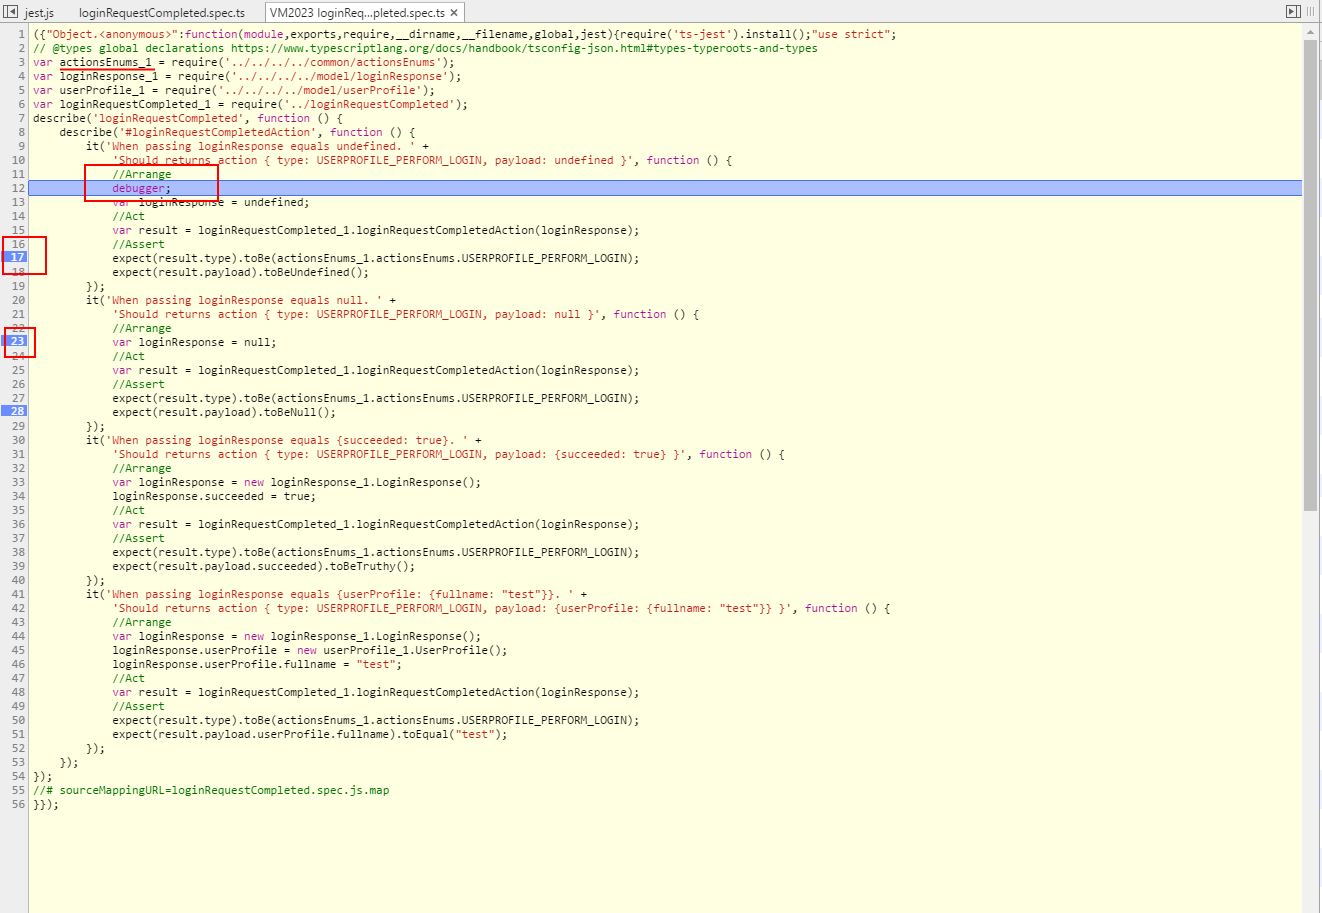 jest.js loginRequestCompleted.spec.ts VM2023 loginReq...pleted.spec.ts ×
1 ({"Object.<anonymous>":function(module,exports,require,__dirname,__filename,global,jest){require('ts-jest').install();"use strict";
2 // @types global declarations https://www.typescriptlang.org/docs/handbook/tsconfig-json.html#types-typeroots-and-types
3 var actionsEnums_1 = require('../../../../common/actionsEnums');
4 var loginResponse_1 = require('../../../../model/loginResponse');
5 var userProfile_1 = require('../../../../model/userProfile');
6 var loginRequestCompleted_1 = require('../loginRequestCompleted');
7 describe('loginRequestCompleted', function () {
8     describe('#loginRequestCompletedAction', function () {
9         it('When passing loginResponse equals undefined. ' +
10             'Should returns action { type: USERPROFILE_PERFORM_LOGIN, payload: undefined }', function () {
11             //Arrange
12             debugger;
13             var loginResponse = undefined;
14             //Act
15             var result = loginRequestCompleted_1.loginRequestCompletedAction(loginResponse);
16             //Assert
17             expect(result.type).toBe(actionsEnums_1.actionsEnums.USERPROFILE_PERFORM_LOGIN);
18             expect(result.payload).toBeUndefined();
19         });
20         it('When passing loginResponse equals null. ' +
21             'Should returns action { type: USERPROFILE_PERFORM_LOGIN, payload: null }', function () {
22             //Arrange
23             var loginResponse = null;
24             //Act
25             var result = loginRequestCompleted_1.loginRequestCompletedAction(loginResponse);
26             //Assert
27             expect(result.type).toBe(actionsEnums_1.actionsEnums.USERPROFILE_PERFORM_LOGIN);
28             expect(result.payload).toBeNull();
29         });
30         it('When passing loginResponse equals {succeeded: true}. ' +
31             'Should returns action { type: USERPROFILE_PERFORM_LOGIN, payload: {succeeded: true} }', function () {
32             //Arrange
33             var loginResponse = new loginResponse_1.LoginResponse();
34             loginResponse.succeeded = true;
35             //Act
36             var result = loginRequestCompleted_1.loginRequestCompletedAction(loginResponse);
37             //Assert
38             expect(result.type).toBe(actionsEnums_1.actionsEnums.USERPROFILE_PERFORM_LOGIN);
39             expect(result.payload.succeeded).toBeTruthy();
40         });
41         it('When passing loginResponse equals {userProfile: {fullname: "test"}}. ' +
42             'Should returns action { type: USERPROFILE_PERFORM_LOGIN, payload: {userProfile: {fullname: "test"}} }', function () {
43             //Arrange
44             var loginResponse = new loginResponse_1.LoginResponse();
45             loginResponse.userProfile = new userProfile_1.UserProfile();
46             loginResponse.userProfile.fullname = "test";
47             //Act
48             var result = loginRequestCompleted_1.loginRequestCompletedAction(loginResponse);
49             //Assert
50             expect(result.type).toBe(actionsEnums_1.actionsEnums.USERPROFILE_PERFORM_LOGIN);
51             expect(result.payload.userProfile.fullname).toEqual("test");
52         });
53     });
54 });
55 //# sourceMappingURL=loginRequestCompleted.spec.js.map
56 }});